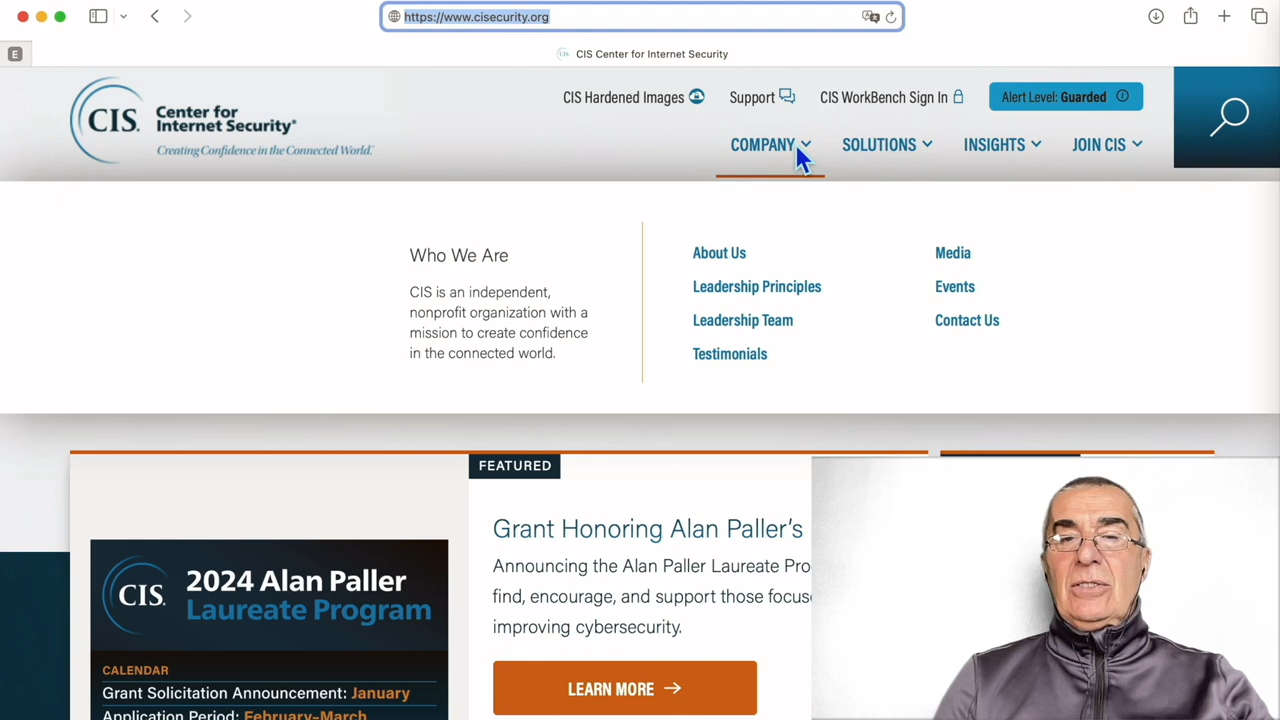 https://www.cisecurity.org
E
CIS Center for Internet Security
CIS Hardened Images
Support
CIS WorkBench Sign In
Alert Level: Guarded
CIS. Center for
Internet Security®
Creating Confidence in the Connected World.™
COMPANY
SOLUTIONS
INSIGHTS
JOIN CIS
Who We Are
CIS is an independent,
nonprofit organization with a
mission to create confidence
in the connected world.
About Us
Leadership Principles
Leadership Team
Testimonials
Media
Events
Contact Us
FEATURED
Grant Honoring Alan Paller's
Announcing the Alan Paller Laureate Pro
find, encourage, and support those focus
improving cybersecurity.
LEARN MORE →
CIS. 2024 Alan Paller
Laureate Program
CALENDAR
Grant Solicitation Announcement: January
Application Period: February–March